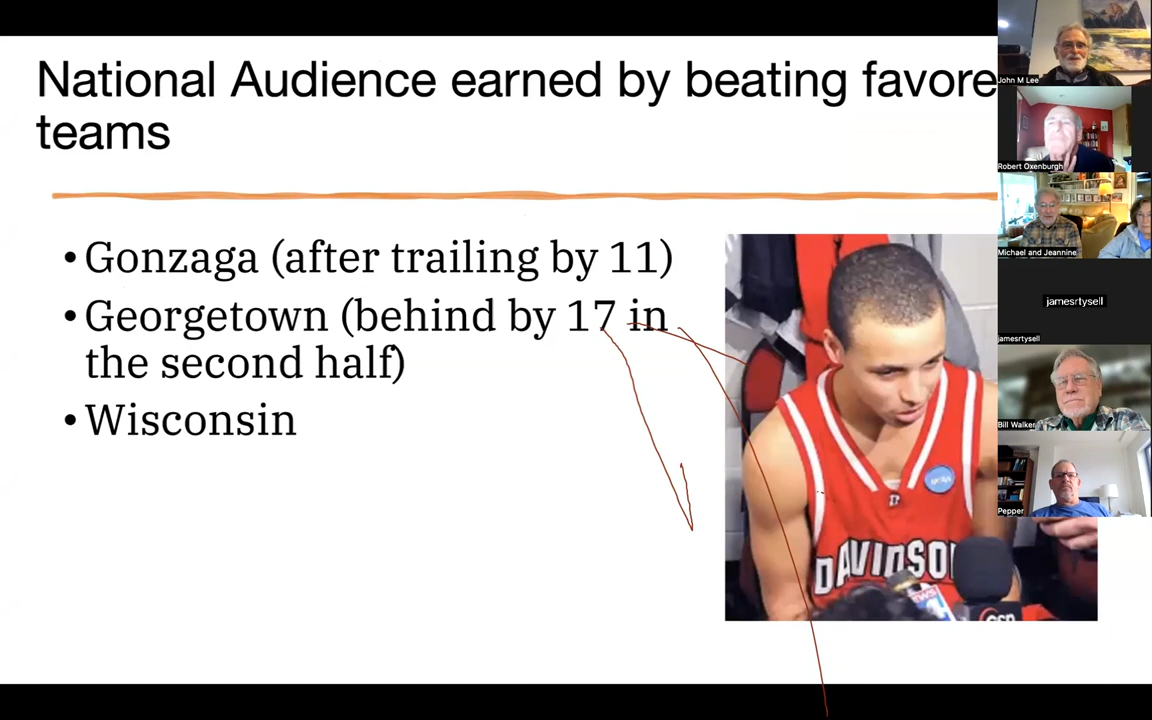 National Audience earned by beating favore
teams
• Gonzaga (after trailing by 11)
• Georgetown (behind by 17 in
the second half)
• Wisconsin
DAVIDSON
John M Lee
Robert Oxenburgh
Michael and Jeannine
jamesrtysell
jamesrtysell
Bill Walker
Pepper